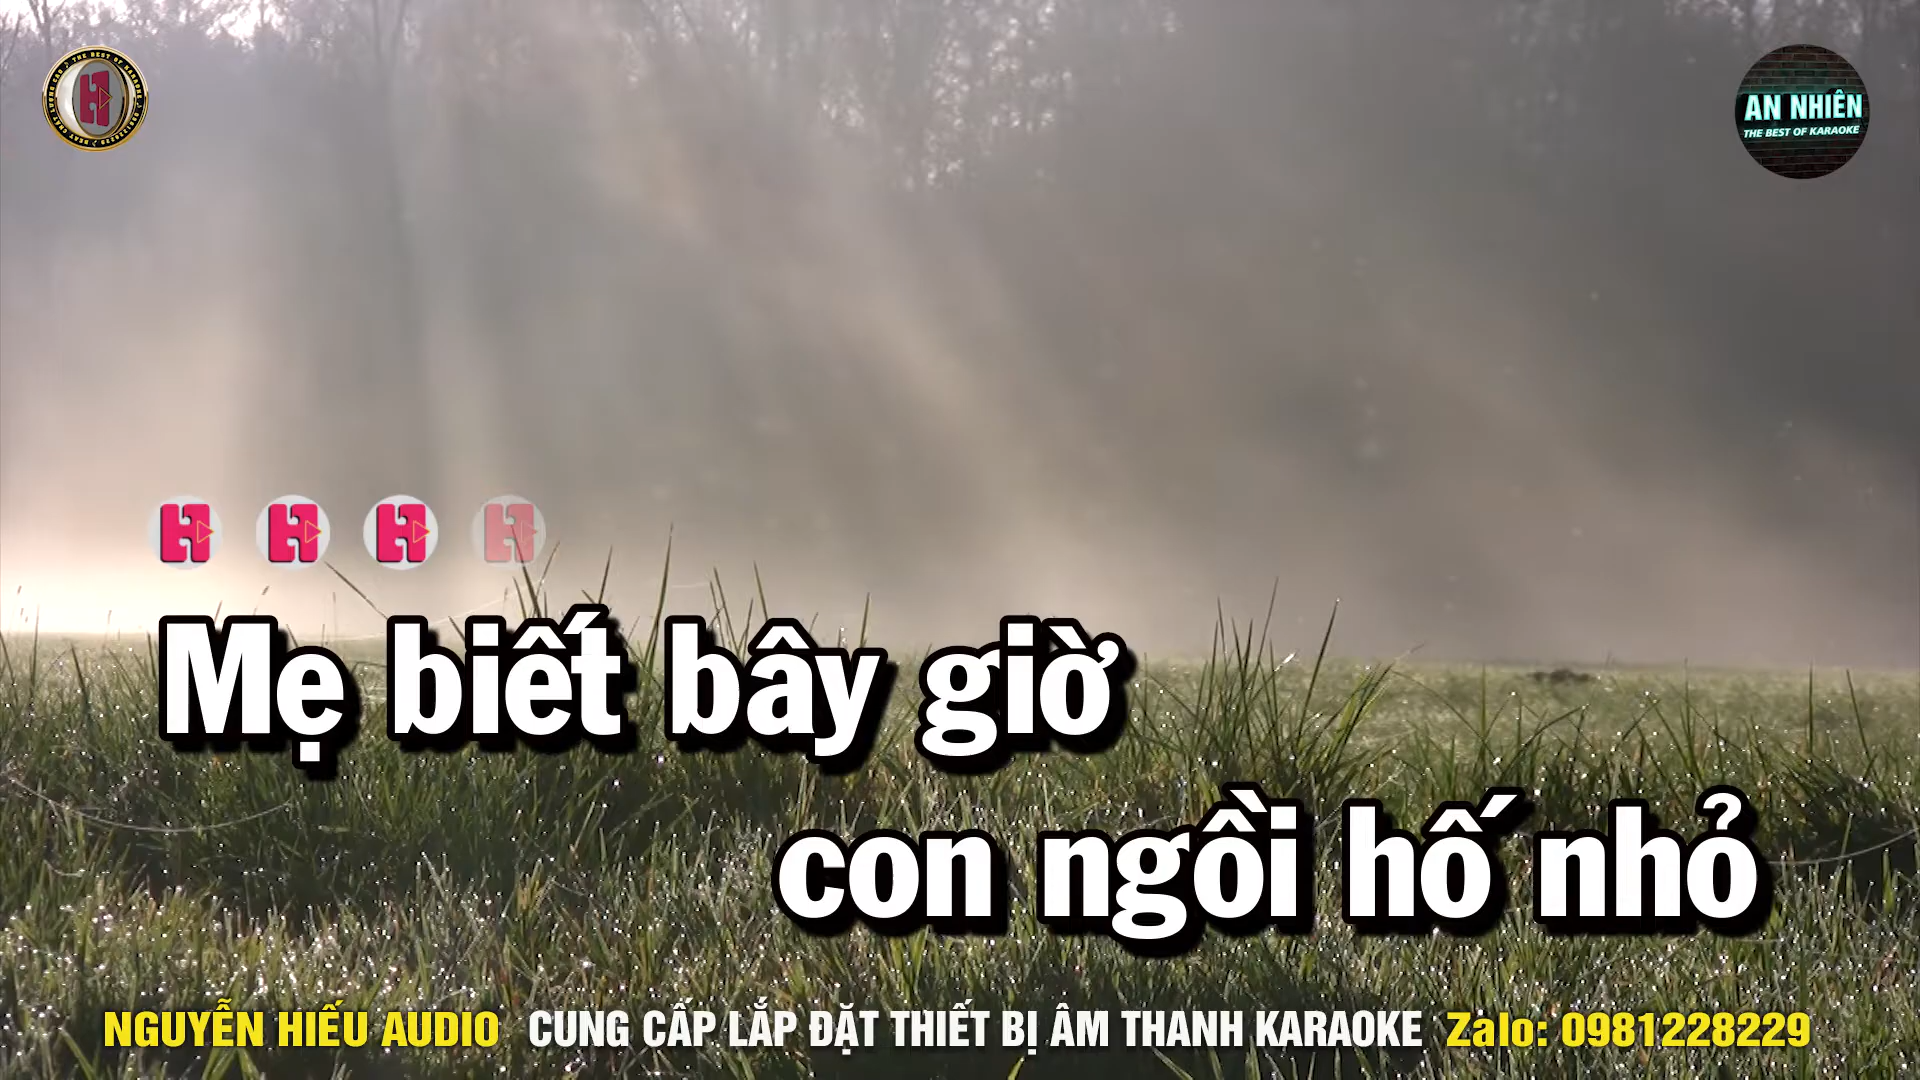 AN NHIÊN
THE BEST OF KARAOKE
Mẹ biết bây giờ
con ngồi hố nhỏ
NGUYỄN HIẾU AUDIO CUNG CẤP LẮP ĐẶT THIẾT BỊ ÂM THANH KARAOKE Zalo: 0981228229